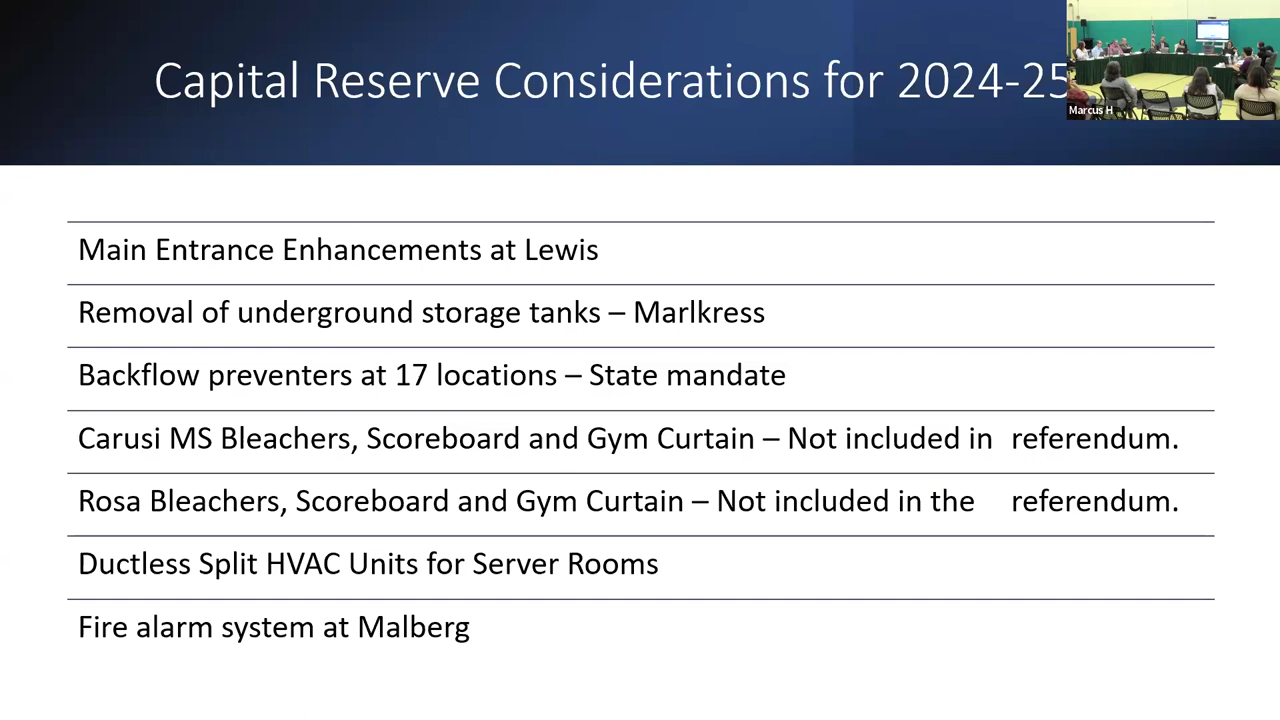 Capital Reserve Considerations for 2024-25
Marcus H
Main Entrance Enhancements at Lewis
Removal of underground storage tanks – Marlkress
Backflow preventers at 17 locations – State mandate
Carusi MS Bleachers, Scoreboard and Gym Curtain – Not included in referendum.
Rosa Bleachers, Scoreboard and Gym Curtain – Not included in the referendum.
Ductless Split HVAC Units for Server Rooms
Fire alarm system at Malberg